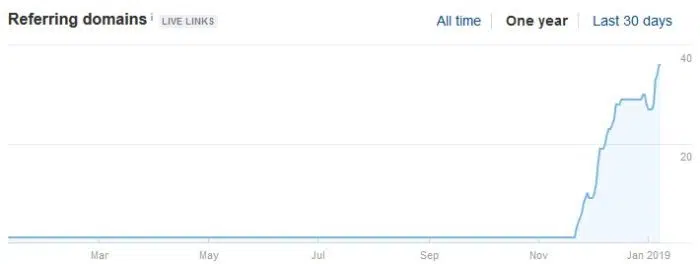 Referring domains i LIVE LINKS All time One year Last 30 days
40
20
Mar May Jul Sep Nov Jan 2019